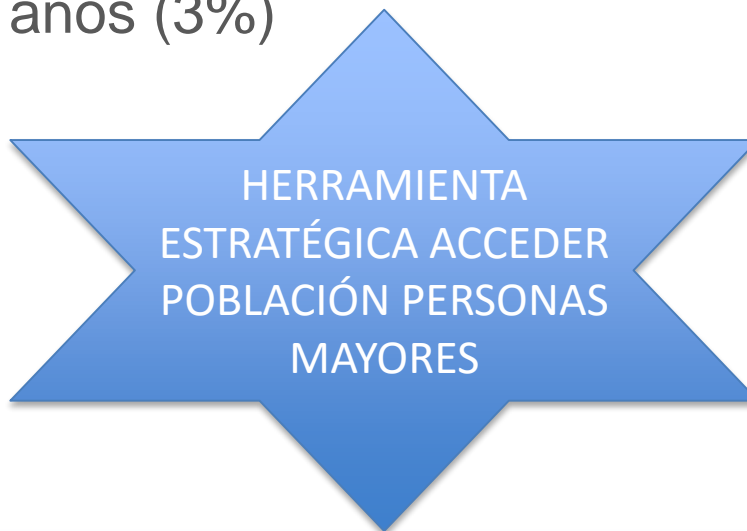 años (3%)
HERRAMIENTA
ESTRATÉGICA ACCEDER
POBLACIÓN PERSONAS
MAYORES